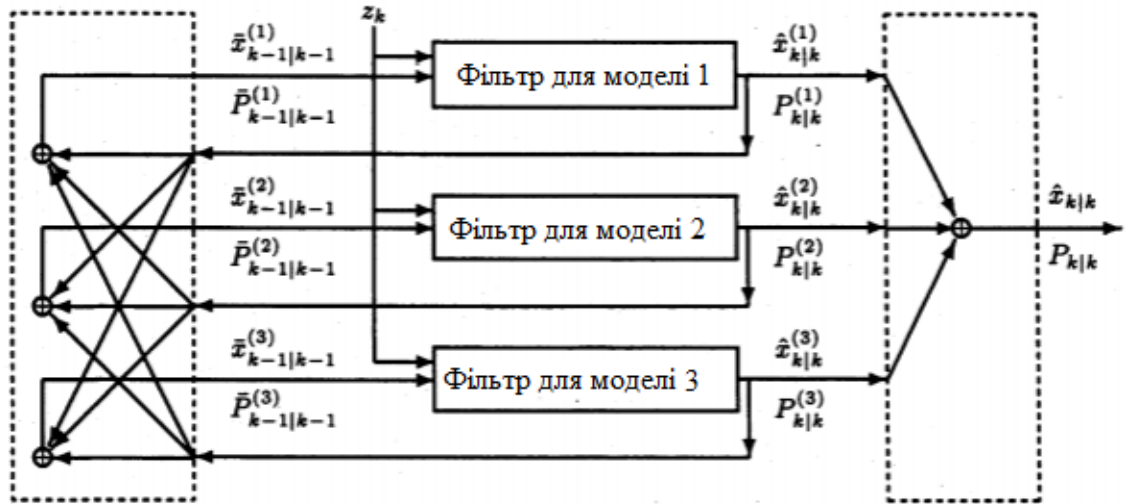 z_k
x̄^{(1)}_{k-1|k-1}
P̄^{(1)}_{k-1|k-1}
Фільтр для моделі 1
x̂^{(1)}_{k|k}
P^{(1)}_{k|k}
x̄^{(2)}_{k-1|k-1}
P̄^{(2)}_{k-1|k-1}
Фільтр для моделі 2
x̂^{(2)}_{k|k}
P^{(2)}_{k|k}
x̂_{k|k}
P_{k|k}
x̄^{(3)}_{k-1|k-1}
P̄^{(3)}_{k-1|k-1}
Фільтр для моделі 3
x̂^{(3)}_{k|k}
P^{(3)}_{k|k}